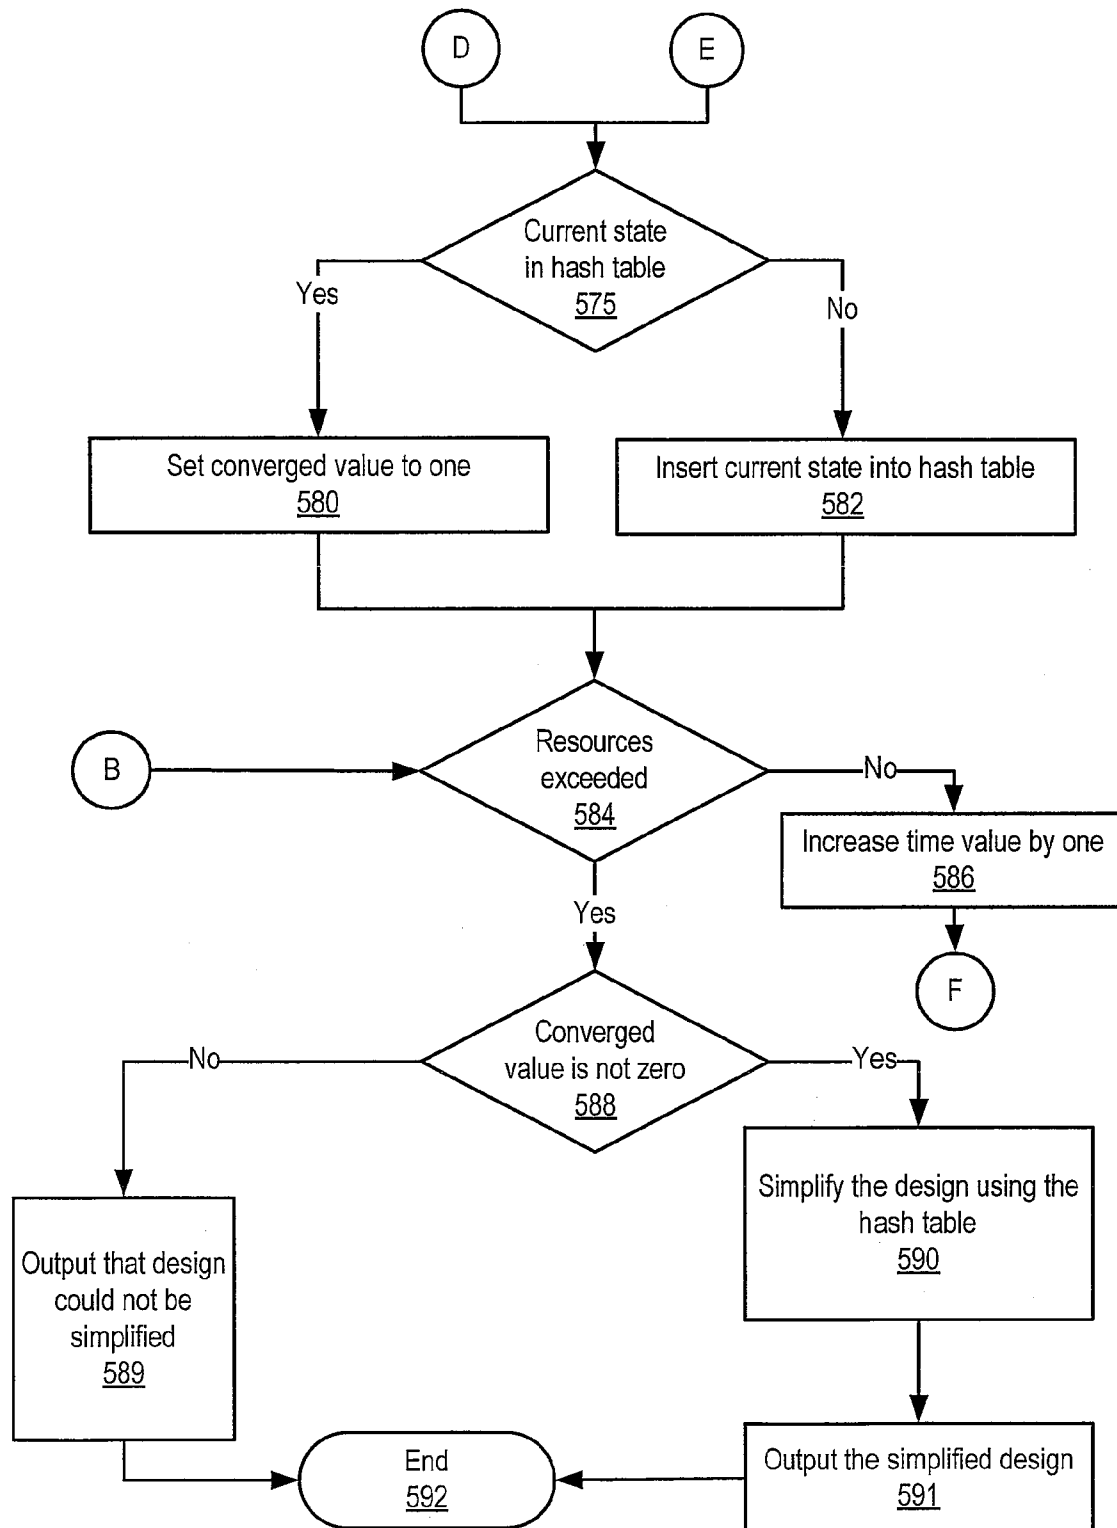 D
E
Current state
in hash table
575
Yes
No
Set converged value to one
580
Insert current state into hash table
582
B
Resources
exceeded
584
No
Increase time value by one
586
Yes
F
Converged
value is not zero
588
No
Yes
Simplify the design using the
hash table
590
Output that design
could not be
simplified
589
End
592
Output the simplified design
591